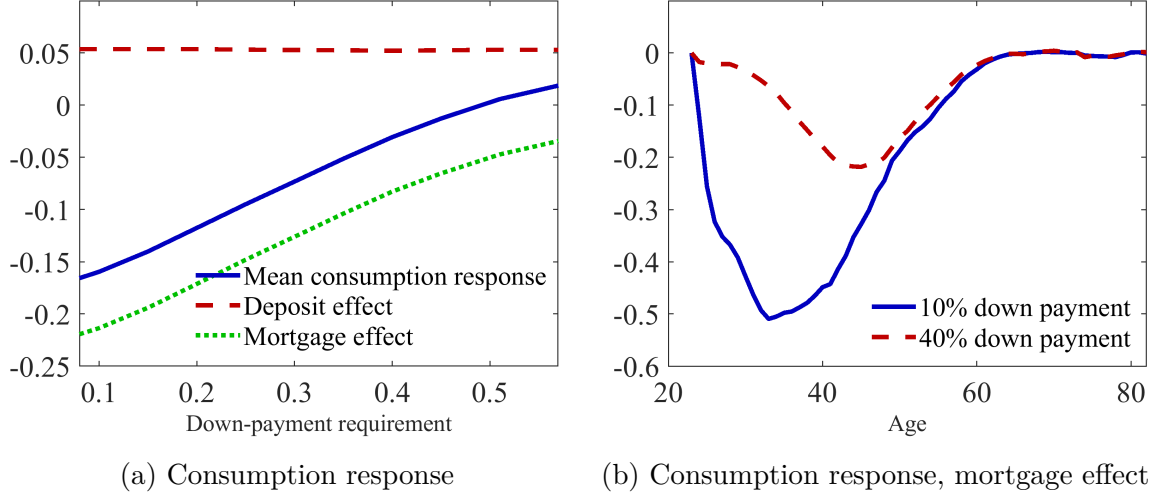 0.05
0
-0.05
-0.1
-0.15
-0.2
-0.25
0.1 0.2 0.3 0.4 0.5
Down-payment requirement
Mean consumption response
Deposit effect
Mortgage effect
(a) Consumption response
0
-0.1
-0.2
-0.3
-0.4
-0.5
-0.6
20 40 60 80
Age
10% down payment
40% down payment
(b) Consumption response, mortgage effect